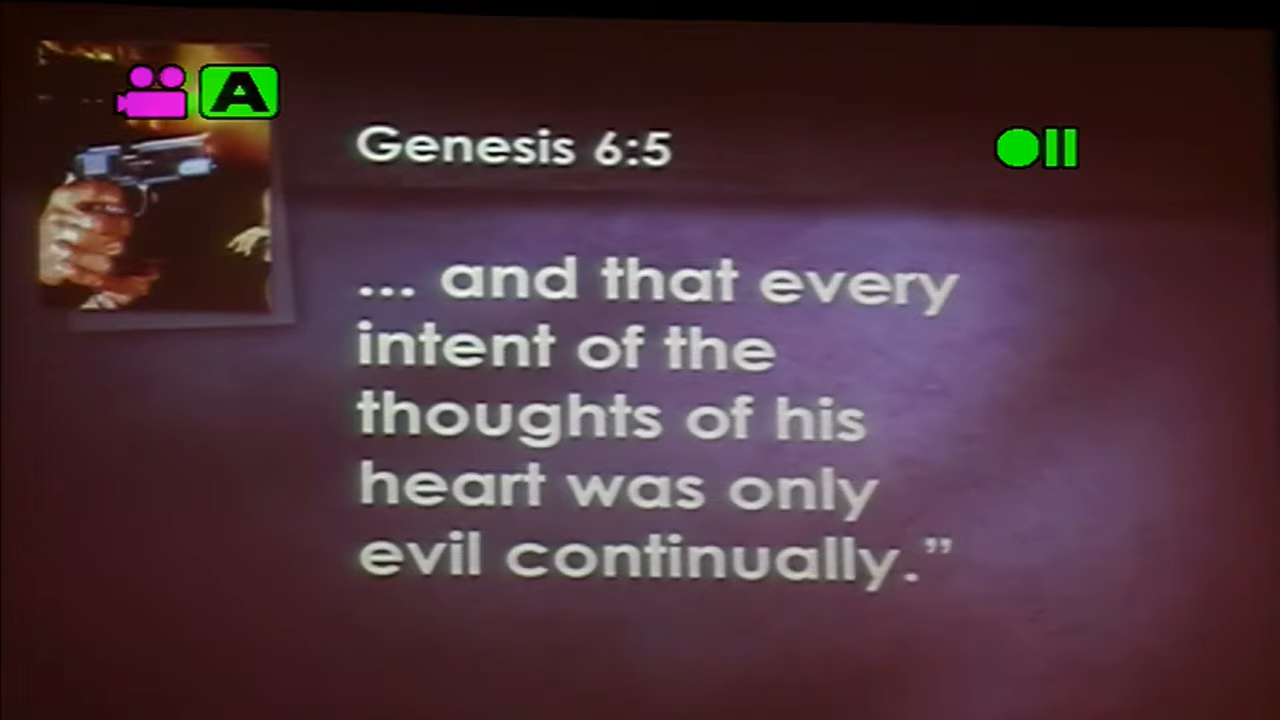 A
Genesis 6:5
... and that every
intent of the
thoughts of his
heart was only
evil continually.”